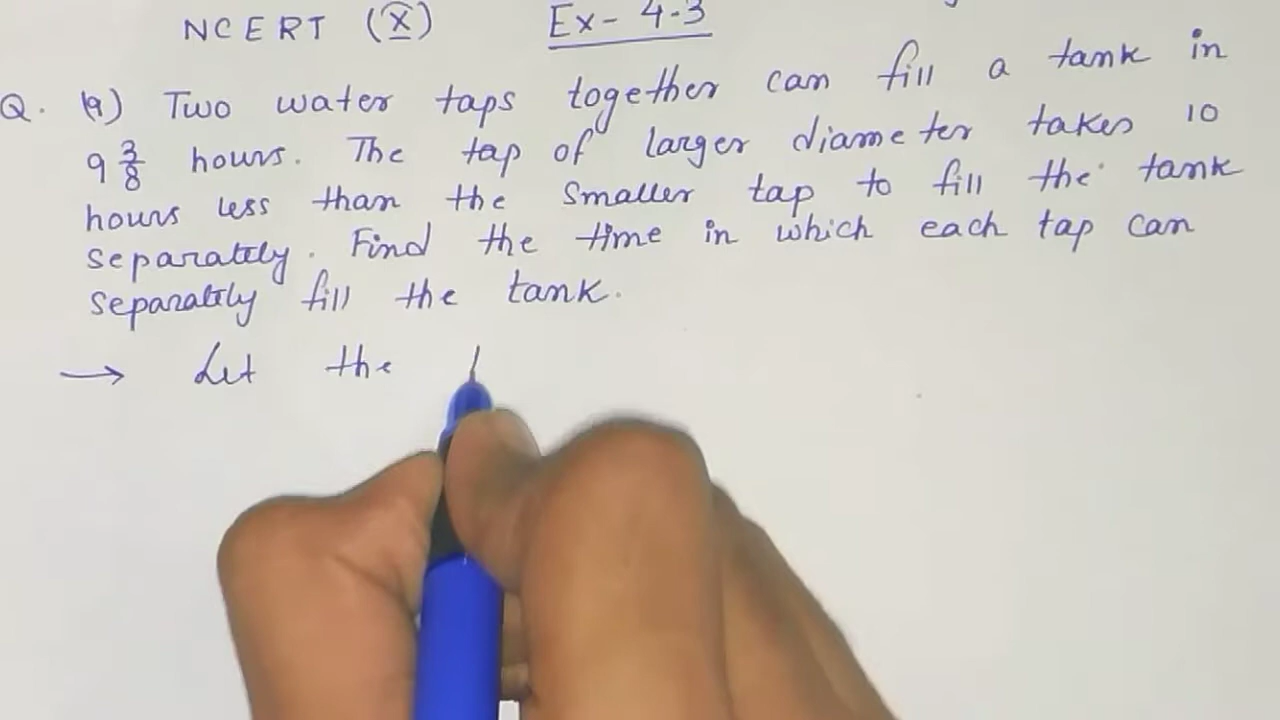 NCERT (X) Ex- 4.3
Q. (9) Two water taps together can fill a tank in
9 3/8 hours. The tap of larger diameter takes 10
hours less than the smaller tap to fill the tank
separately. Find the time in which each tap can
separately fill the tank.
→ Let the